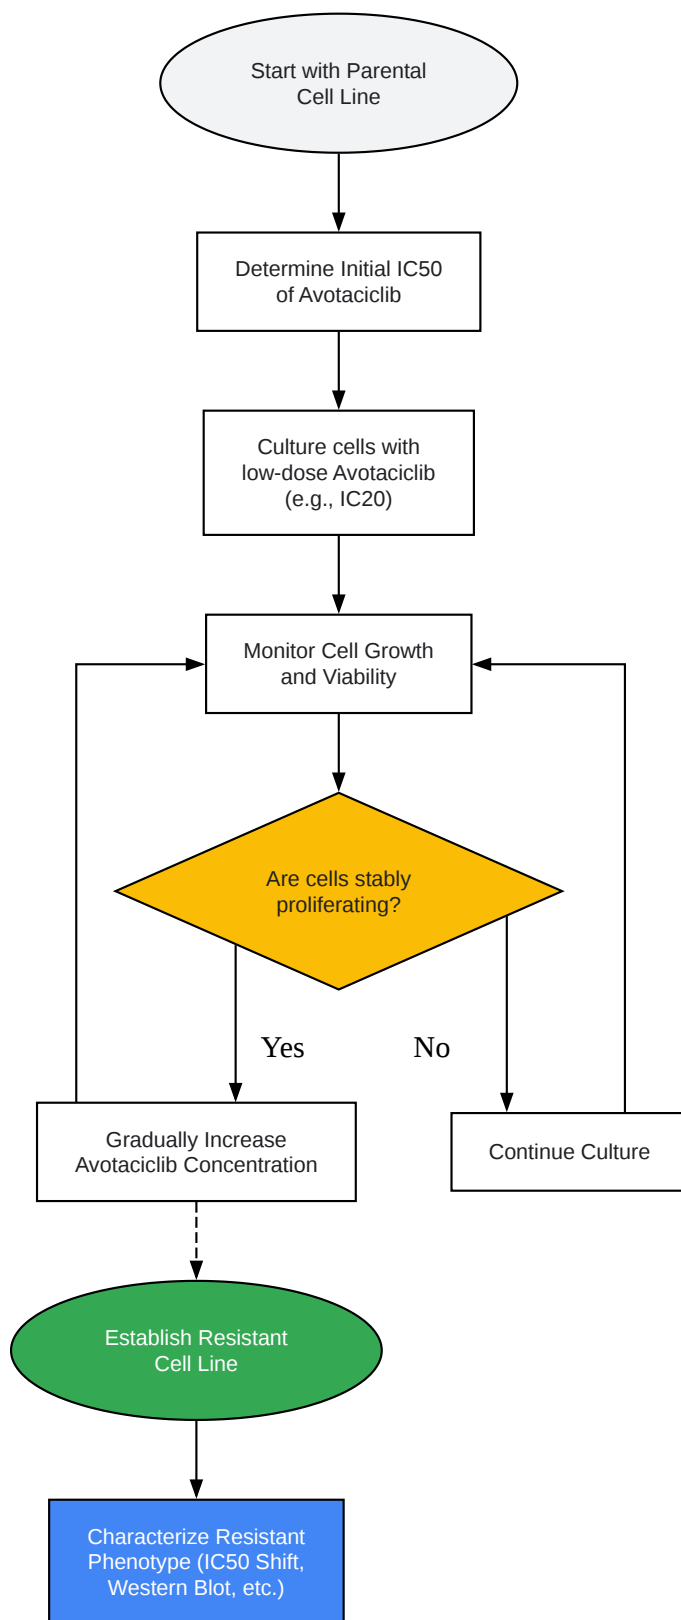 Start with Parental
Cell Line
Determine Initial IC50
of Avotaciclib
Culture cells with
low-dose Avotaciclib
(e.g., IC20)
Monitor Cell Growth
and Viability
Are cells stably
proliferating?
Yes
No
Gradually Increase
Avotaciclib Concentration
Continue Culture
Establish Resistant
Cell Line
Characterize Resistant
Phenotype (IC50 Shift,
Western Blot, etc.)